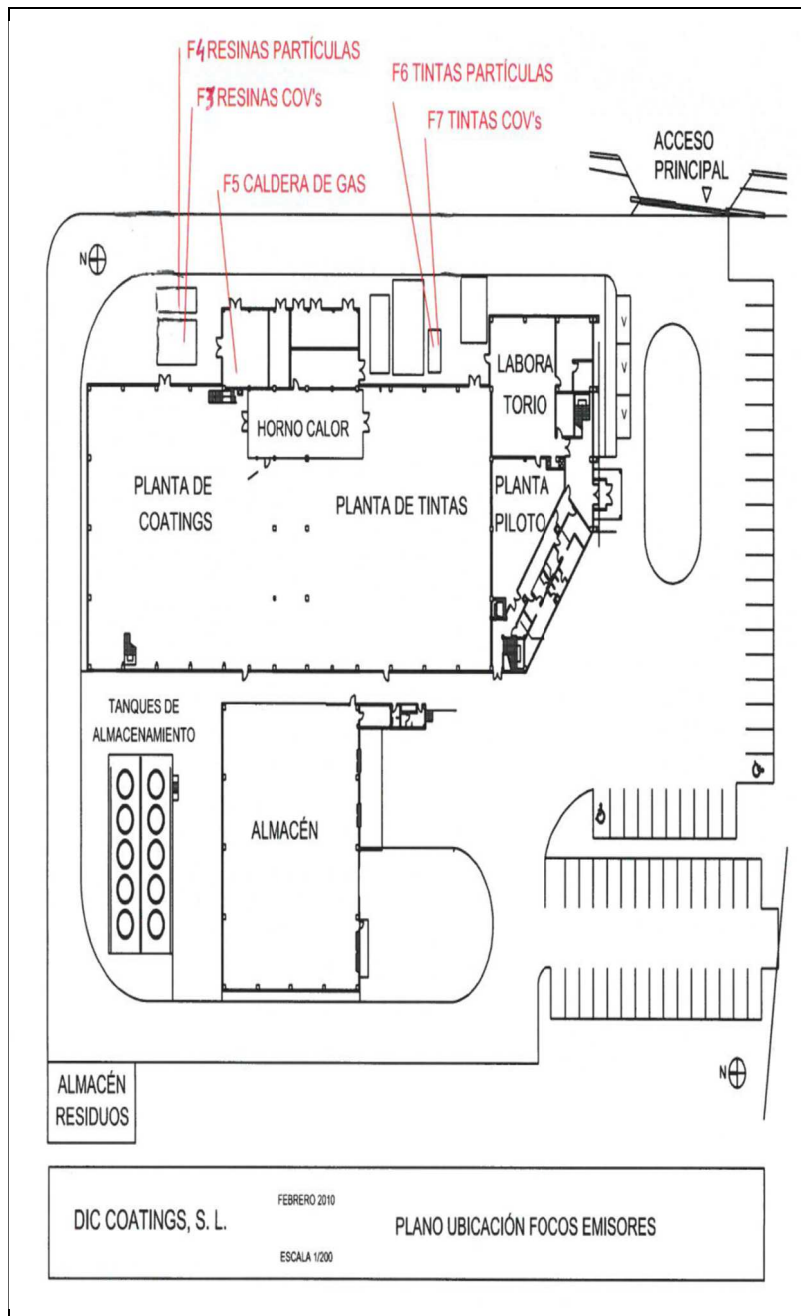 F4 RESINAS PARTÍCULAS
F3 RESINAS COV's
F6 TINTAS PARTÍCULAS
F7 TINTAS COV's
F5 CALDERA DE GAS
ACCESO
PRINCIPAL
N
LABORA
TORIO
V
V
V
HORNO CALOR
PLANTA DE
COATINGS
PLANTA DE TINTAS
PLANTA
PILOTO
TANQUES DE
ALMACENAMIENTO
ALMACÉN
N
ALMACÉN
RESIDUOS
DIC COATINGS, S. L.
FEBRERO 2010
ESCALA 1/200
PLANO UBICACIÓN FOCOS EMISORES